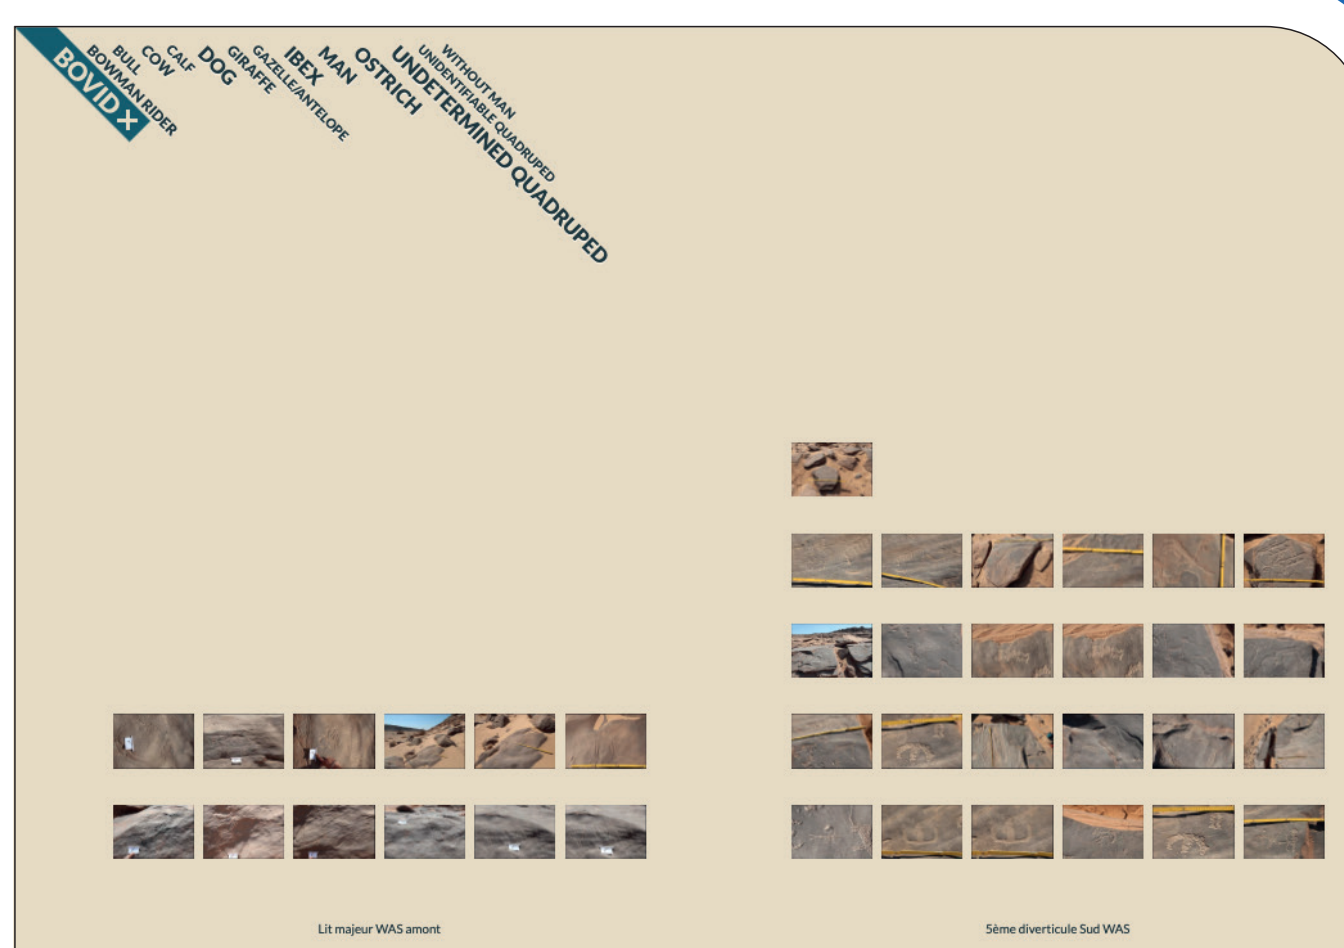 BOVID ✕
BOWMAN RIDER
BULL
COW
CALF
DOG
GIRAFFE
GAZELLE/ANTELOPE
IBEX
MAN
OSTRICH
UNDETERMINED QUADRUPED
UNIDENTIFIABLE QUADRUPED
WITHOUT MAN
Lit majeur WAS amont
5ème diverticule Sud WAS